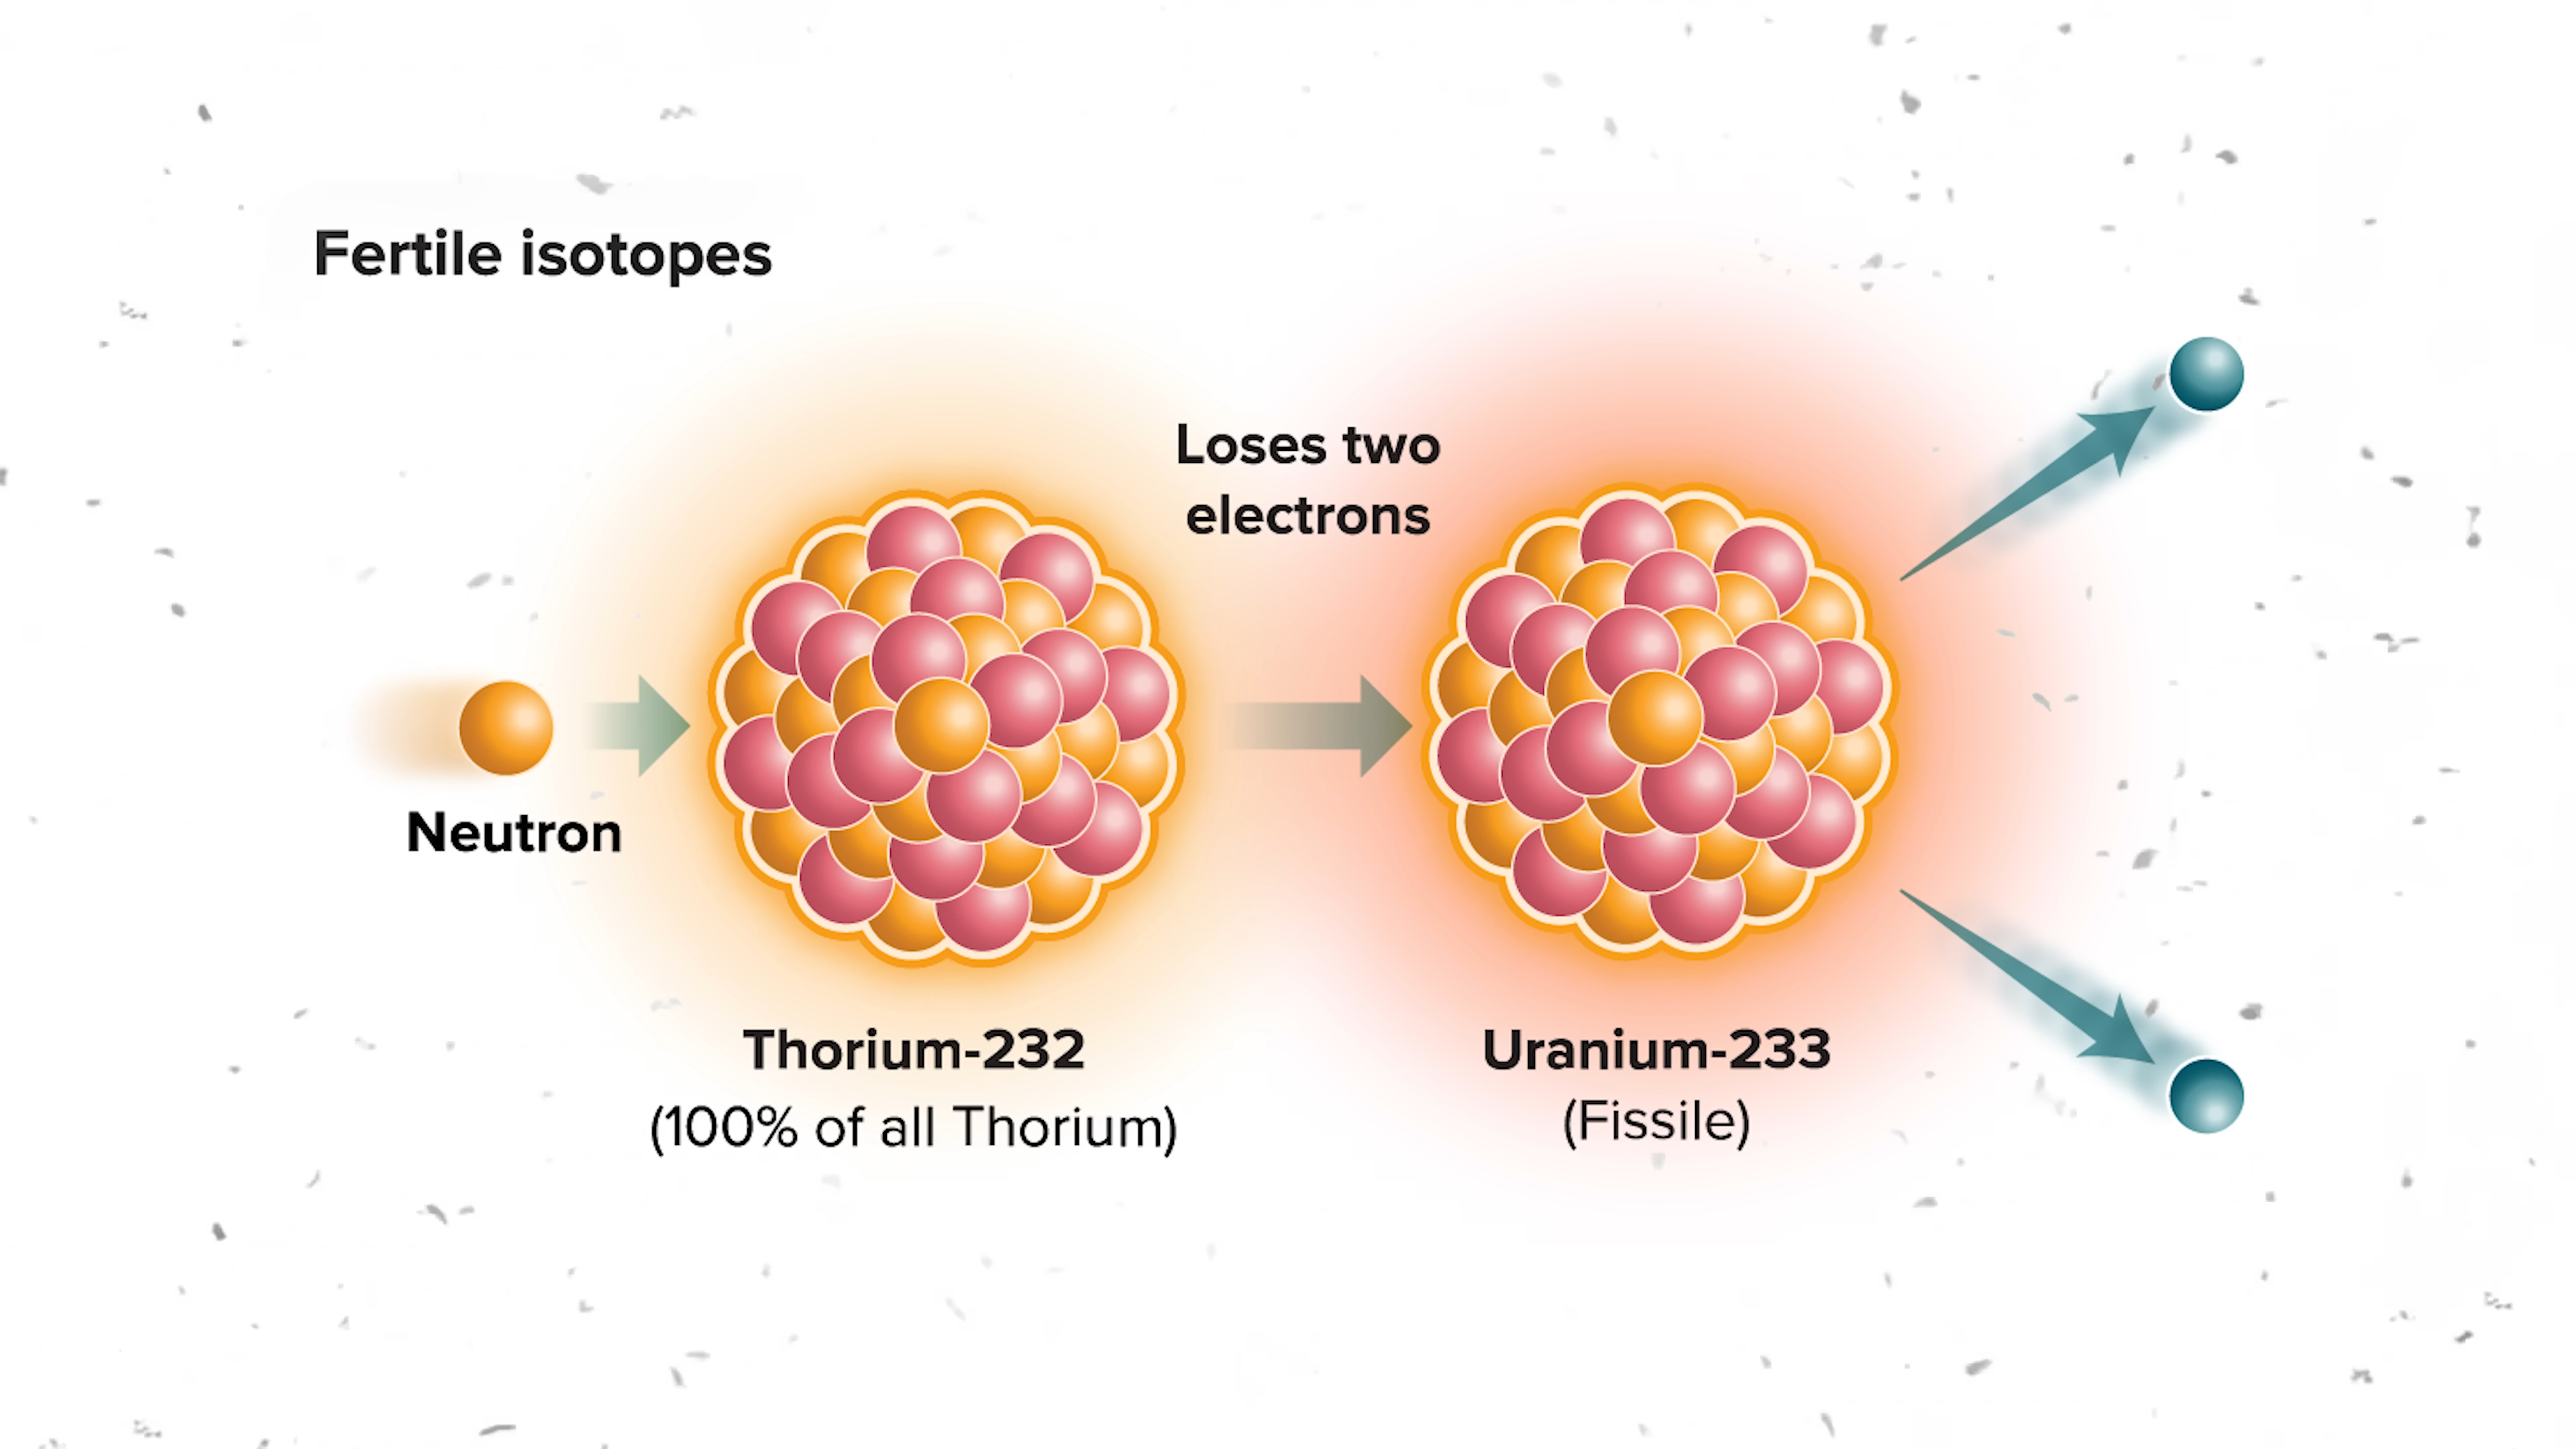 Fertile isotopes
Loses two
electrons
Neutron
Thorium-232
(100% of all Thorium)
Uranium-233
(Fissile)